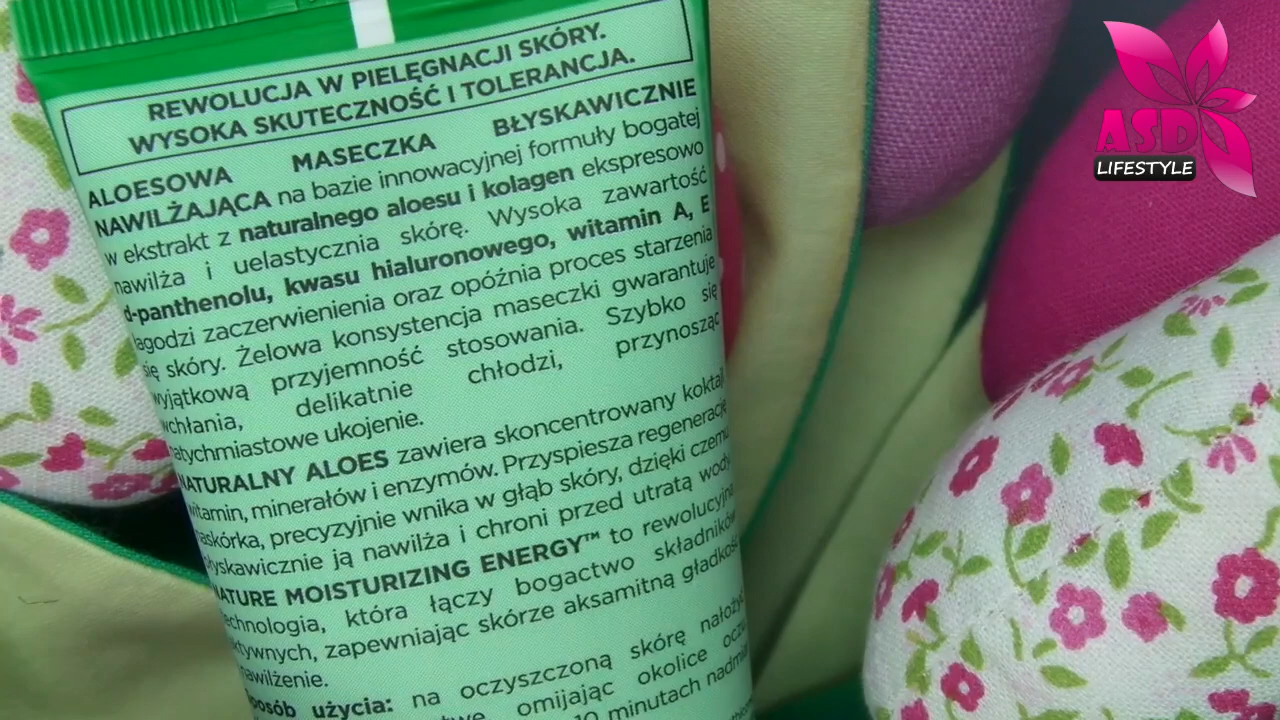 REWOLUCJA W PIELĘGNACJI SKÓRY.
WYSOKA SKUTECZNOŚĆ I TOLERANCJA.
ALOESOWA MASECZKA BŁYSKAWICZNIE
NAWILŻAJĄCA na bazie innowacyjnej formuły bogatej
w ekstrakt z naturalnego aloesu i kolagen ekspresowo
nawilża i uelastycznia skórę. Wysoka zawartość
d-panthenolu, kwasu hialuronowego, witamin A, E
łagodzi zaczerwienienia oraz opóźnia proces starzenia
się skóry. Żelowa konsystencja maseczki gwarantuje
wyjątkową przyjemność stosowania. Szybko się
wchłania, delikatnie chłodzi, przynosząc
natychmiastowe ukojenie.
NATURALNY ALOES zawiera skoncentrowany koktajl
witamin, minerałów i enzymów. Przyspiesza regenerację
naskórka, precyzyjnie wnika w głąb skóry, dzięki czemu
błyskawicznie ją nawilża i chroni przed utratą wody.
NATURE MOISTURIZING ENERGY™ to rewolucyjna
technologia, która łączy bogactwo składników
aktywnych, zapewniając skórze aksamitną gładkość
nawilżenie.
Sposób użycia: na oczyszczoną skórę nałożyć
omijając okolice oczu
10 minutach nadmiar
ASD
LIFESTYLE